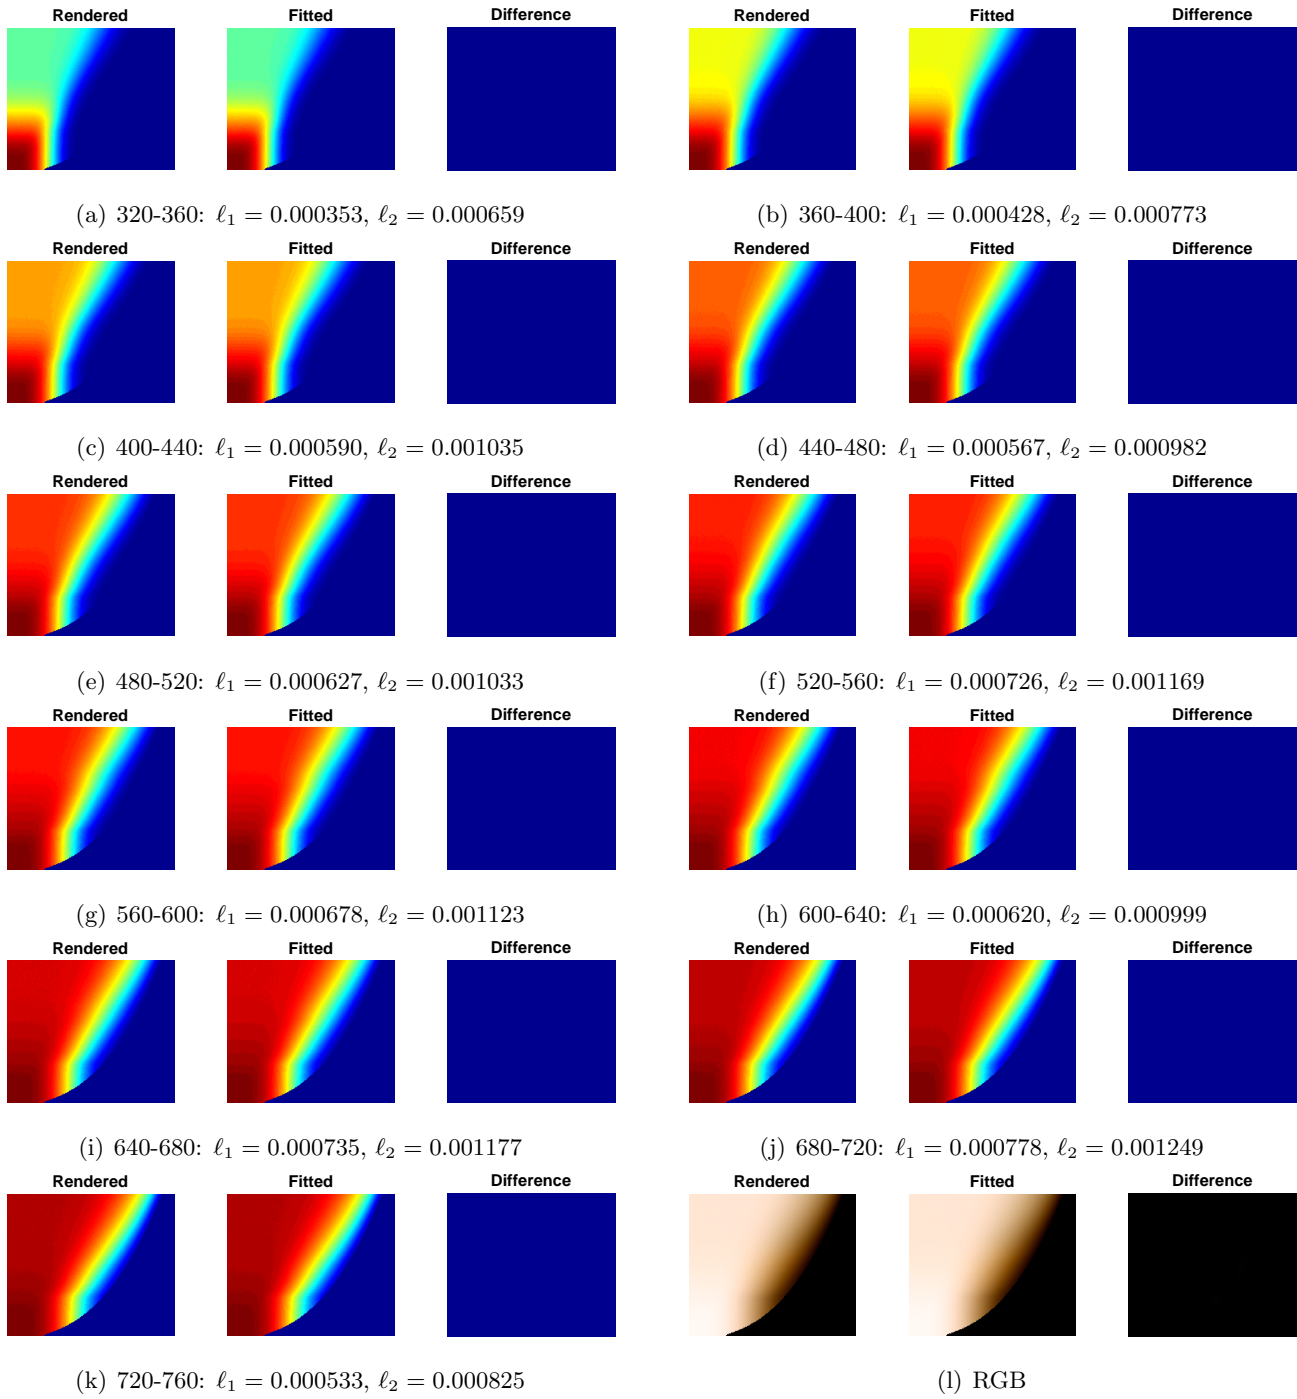 Rendered Fitted Difference Rendered Fitted Difference
(a) 320-360: ℓ₁ = 0.000353, ℓ₂ = 0.000659 (b) 360-400: ℓ₁ = 0.000428, ℓ₂ = 0.000773
Rendered Fitted Difference Rendered Fitted Difference
(c) 400-440: ℓ₁ = 0.000590, ℓ₂ = 0.001035 (d) 440-480: ℓ₁ = 0.000567, ℓ₂ = 0.000982
Rendered Fitted Difference Rendered Fitted Difference
(e) 480-520: ℓ₁ = 0.000627, ℓ₂ = 0.001033 (f) 520-560: ℓ₁ = 0.000726, ℓ₂ = 0.001169
Rendered Fitted Difference Rendered Fitted Difference
(g) 560-600: ℓ₁ = 0.000678, ℓ₂ = 0.001123 (h) 600-640: ℓ₁ = 0.000620, ℓ₂ = 0.000999
Rendered Fitted Difference Rendered Fitted Difference
(i) 640-680: ℓ₁ = 0.000735, ℓ₂ = 0.001177 (j) 680-720: ℓ₁ = 0.000778, ℓ₂ = 0.001249
Rendered Fitted Difference Rendered Fitted Difference
(k) 720-760: ℓ₁ = 0.000533, ℓ₂ = 0.000825 (l) RGB